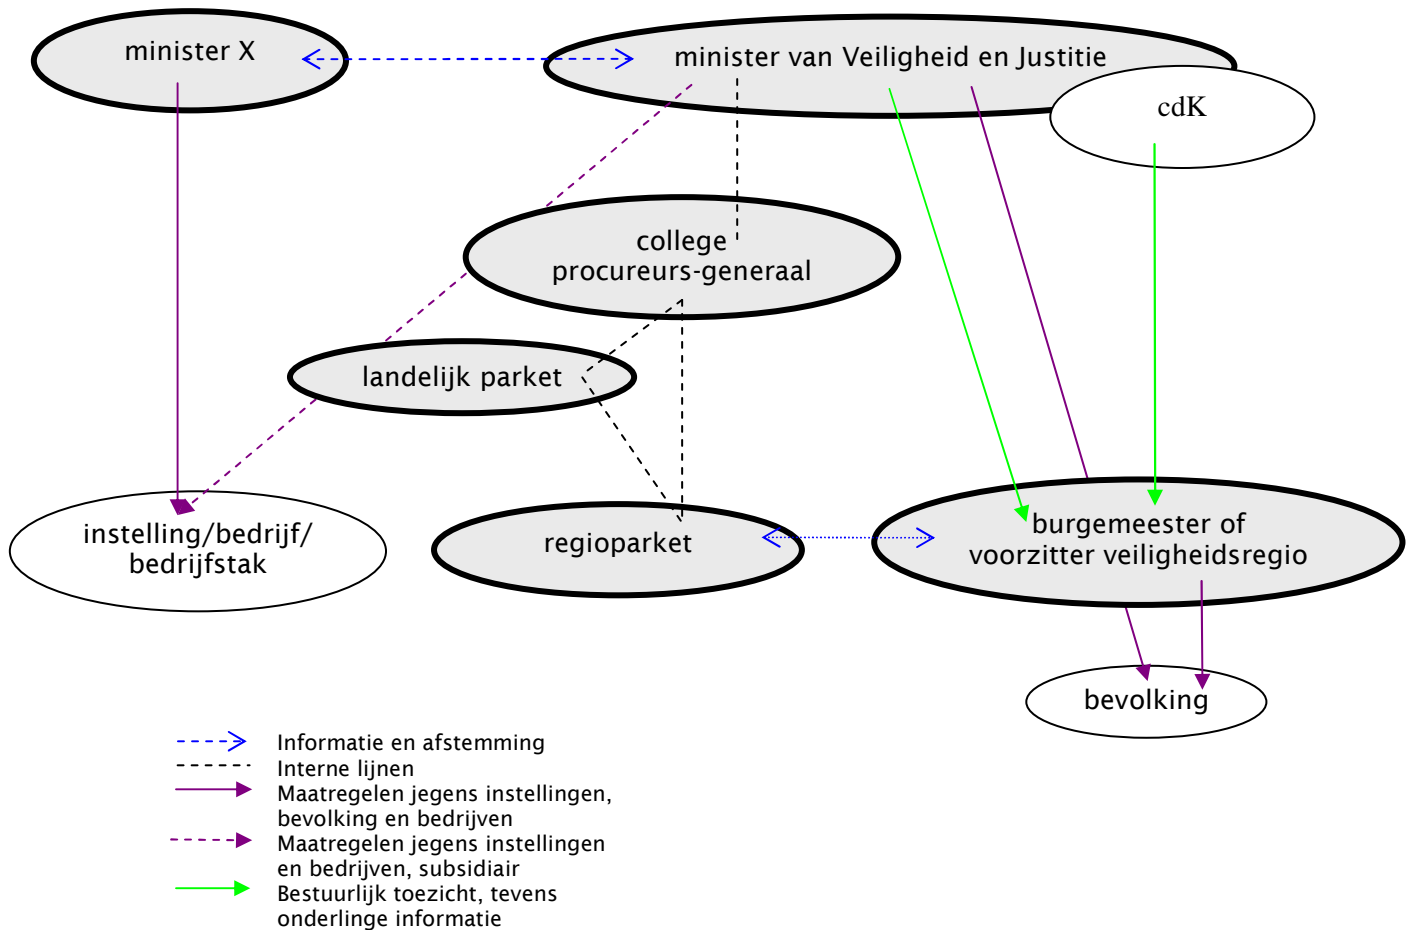 minister X
minister van Veiligheid en Justitie
cdK
college
procureurs-generaal
landelijk parket
instelling/bedrijf/
bedrijfstak
regioparket
burgemeester of
voorzitter veiligheidsregio
bevolking
Informatie en afstemming
Interne lijnen
Maatregelen jegens instellingen,
bevolking en bedrijven
Maatregelen jegens instellingen
en bedrijven, subsidiair
Bestuurlijk toezicht, tevens
onderlinge informatie